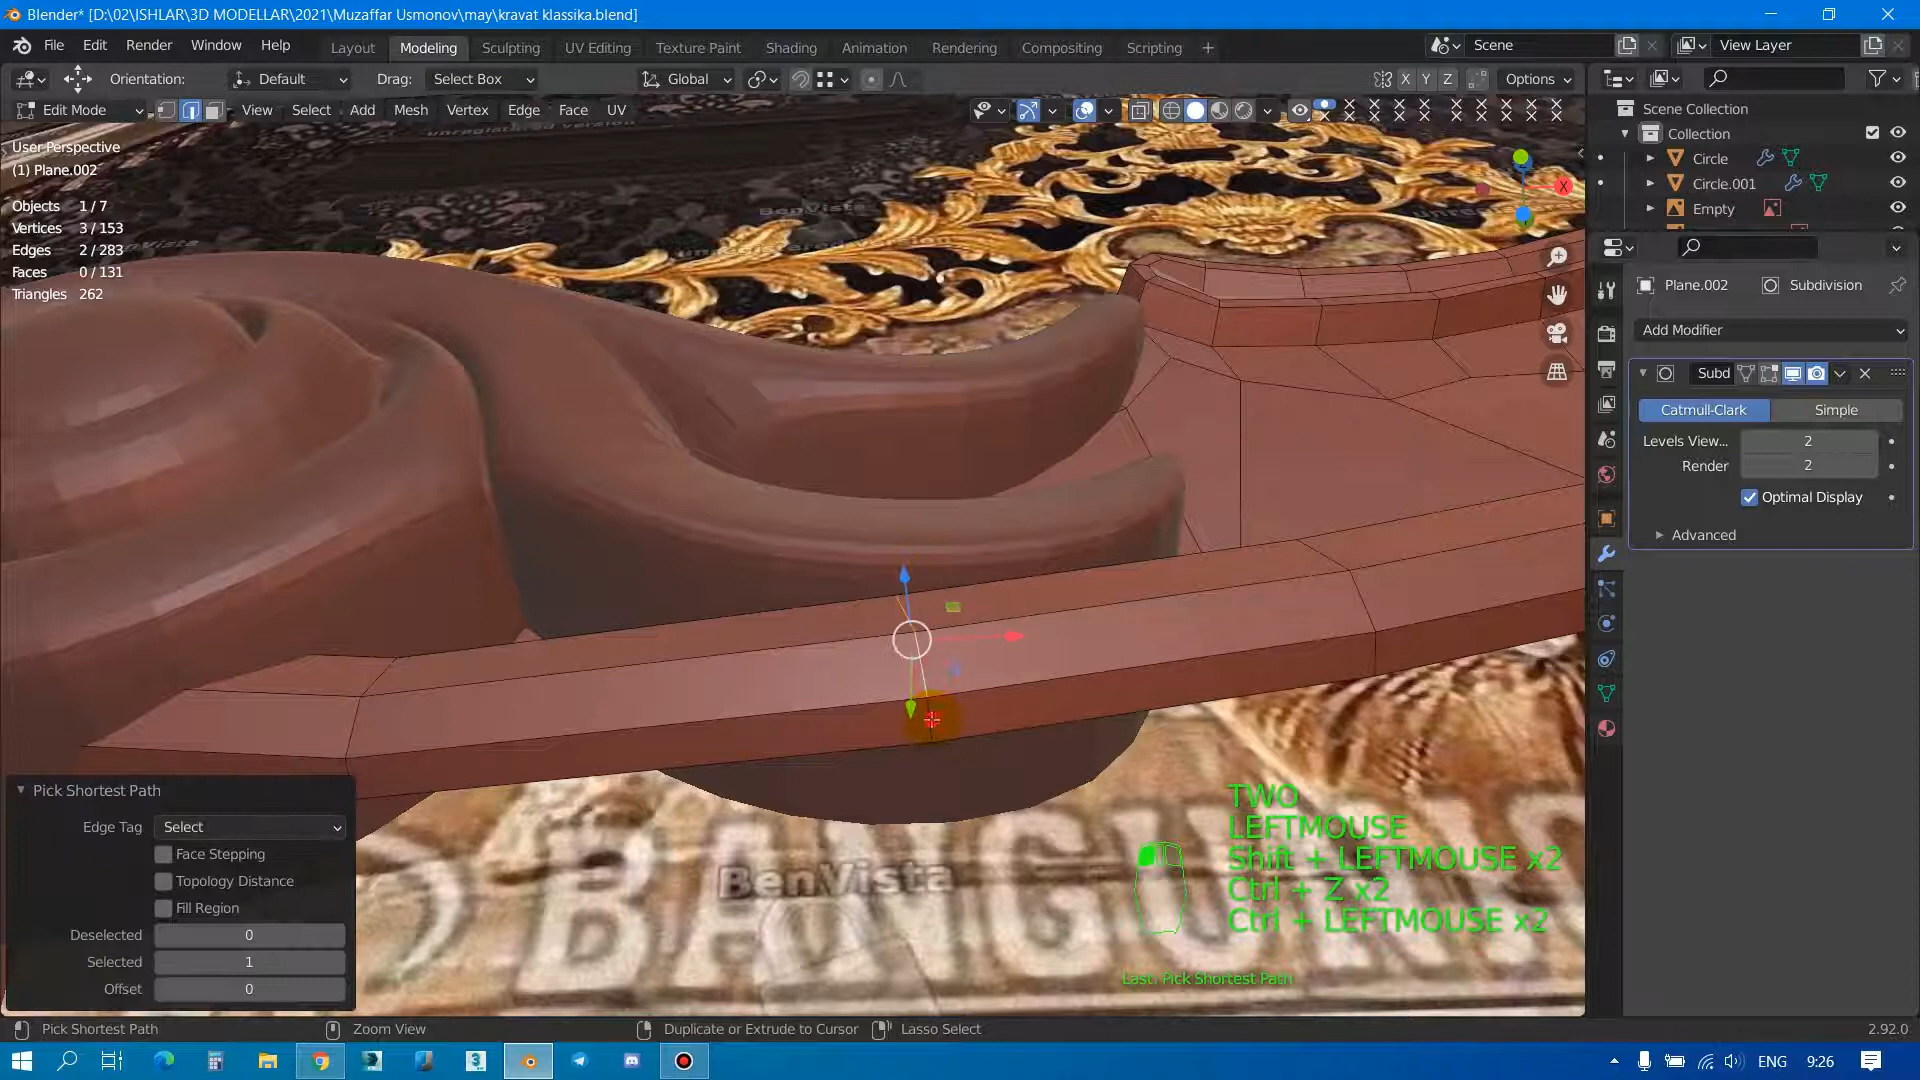 Blender* [D:\02\ISHLAR\3D MODELLAR\2021\Muzaffar Usmonov\may\kravat klassika.blend]
File Edit Render Window Help
Layout Modeling Sculpting UV Editing Texture Paint Shading Animation Rendering Compositing Scripting +
Scene
View Layer
Orientation: Default Drag: Select Box
Global
X Y Z Options
Edit Mode View Select Add Mesh Vertex Edge Face UV
User Perspective
(1) Plane.002
Objects 1 / 7
Vertices 3 / 153
Edges 2 / 283
Faces 0 / 131
Triangles 262
X
Scene Collection
Collection
Circle
Circle.001
Empty
Plane.002 Subdivision
Add Modifier
Subd
Catmull-Clark Simple
Levels View... 2
Render 2
Optimal Display
Advanced
BenVista
BenVista
Pick Shortest Path
Edge Tag Select
Face Stepping
Topology Distance
Fill Region
Deselected 0
Selected 1
Offset 0
BenVista
TWO
LEFTMOUSE
Shift + LEFTMOUSE x2
Ctrl + Z x2
Ctrl + LEFTMOUSE x2
Last: Pick Shortest Path
Pick Shortest Path Zoom View Duplicate or Extrude to Cursor Lasso Select 2.92.0
ENG 9:26